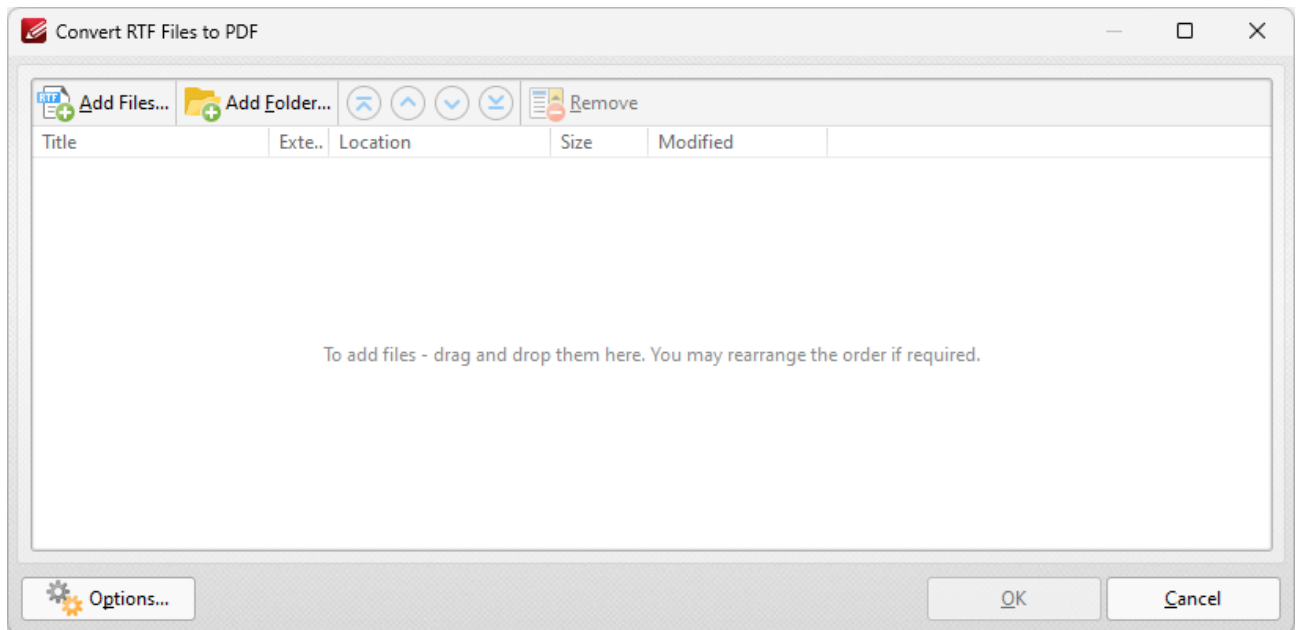 Convert RTF Files to PDF
RTF Add Files... Add Folder... Remove
Title Exte.. Location Size Modified
To add files - drag and drop them here. You may rearrange the order if required.
Options... OK Cancel